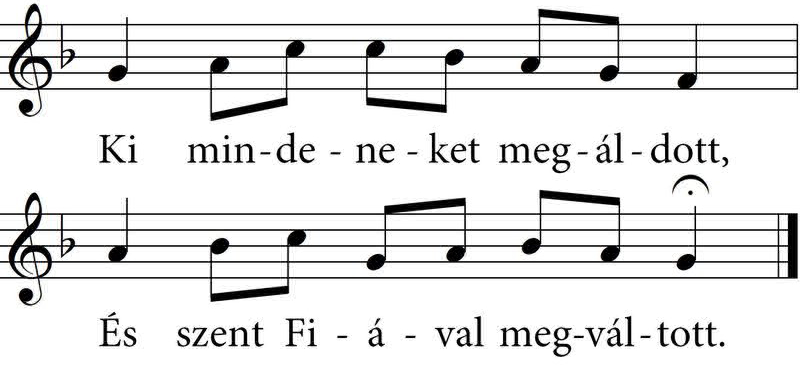 Ki min-de - ne - ket meg-ál-dott,
És szent Fi - á - val meg-vál-tott.